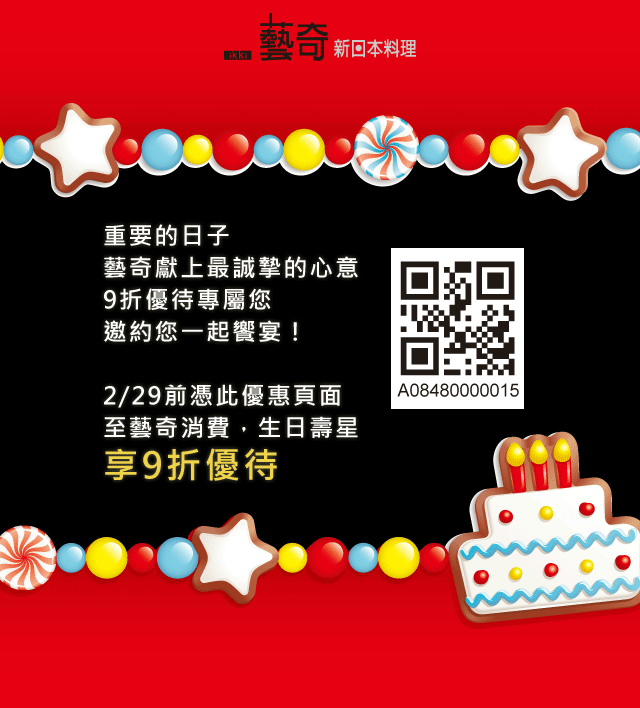 ikki 藝奇 新日本料理
重要的日子
藝奇獻上最誠摯的心意
9折優待專屬您
邀約您一起饗宴！
A08480000015
2/29前憑此優惠頁面
至藝奇消費，生日壽星
享9折優待